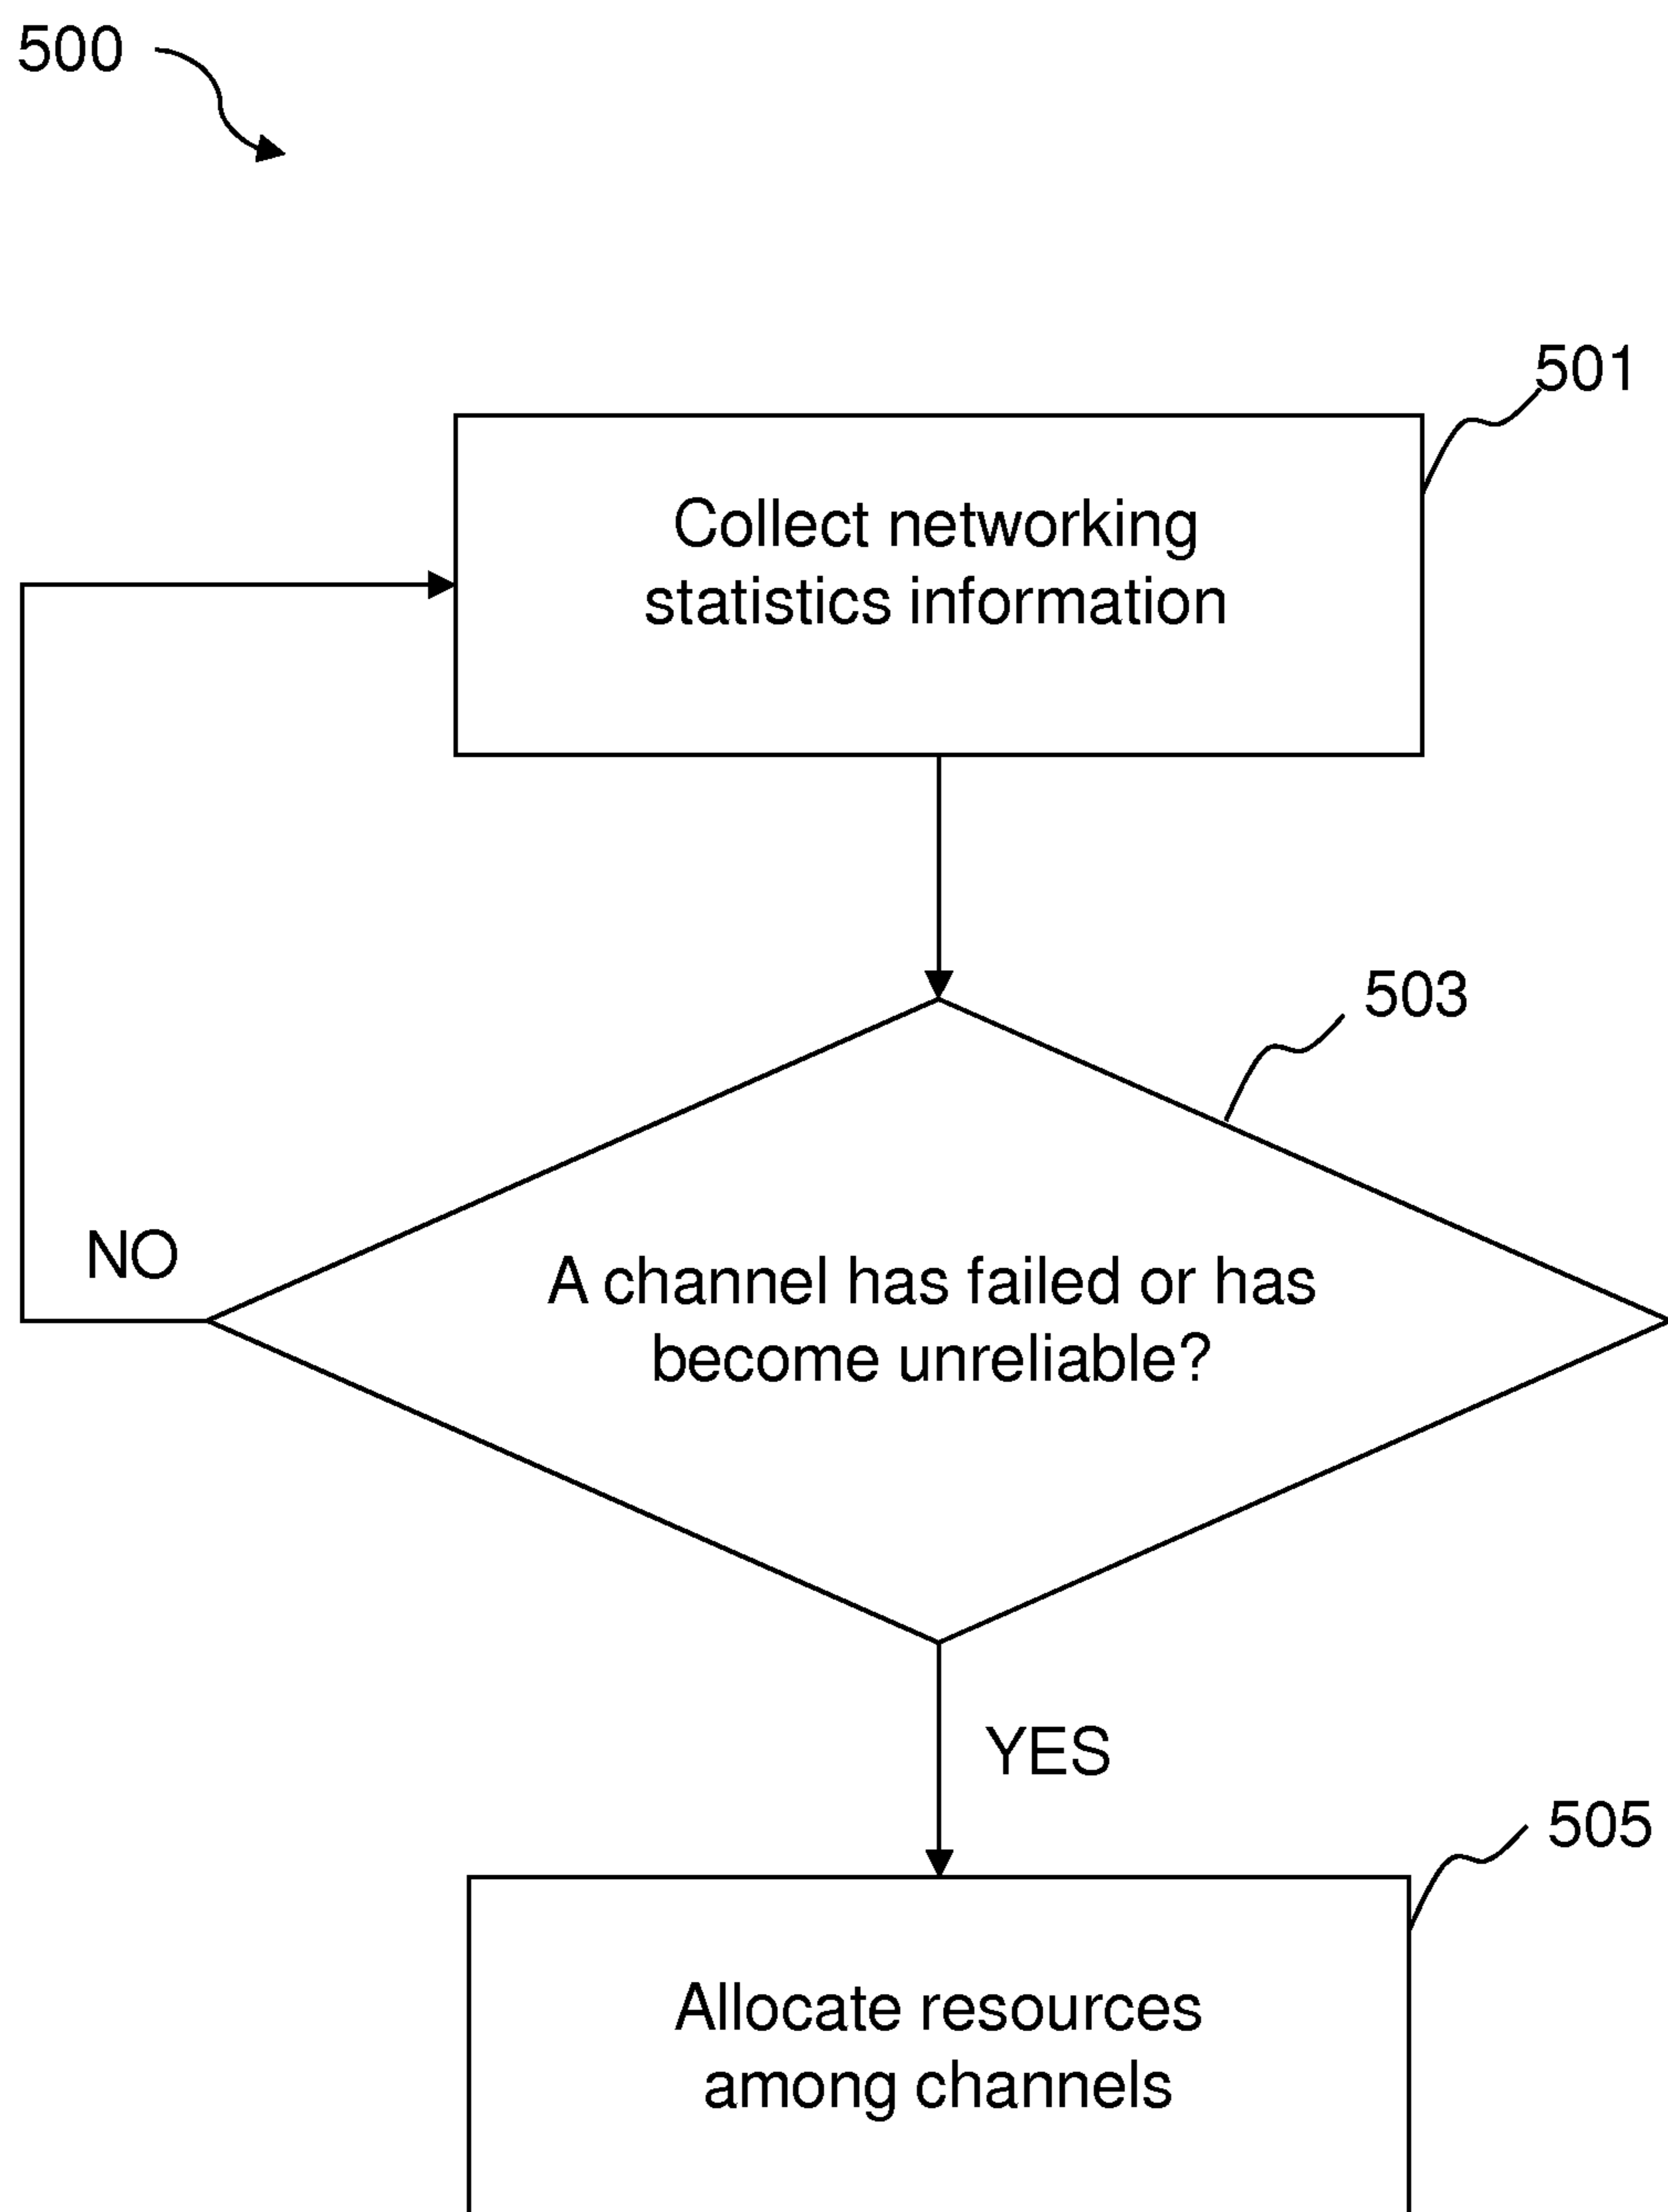 500
501
Collect networking
statistics information
503
NO
A channel has failed or has
become unreliable?
YES
505
Allocate resources
among channels